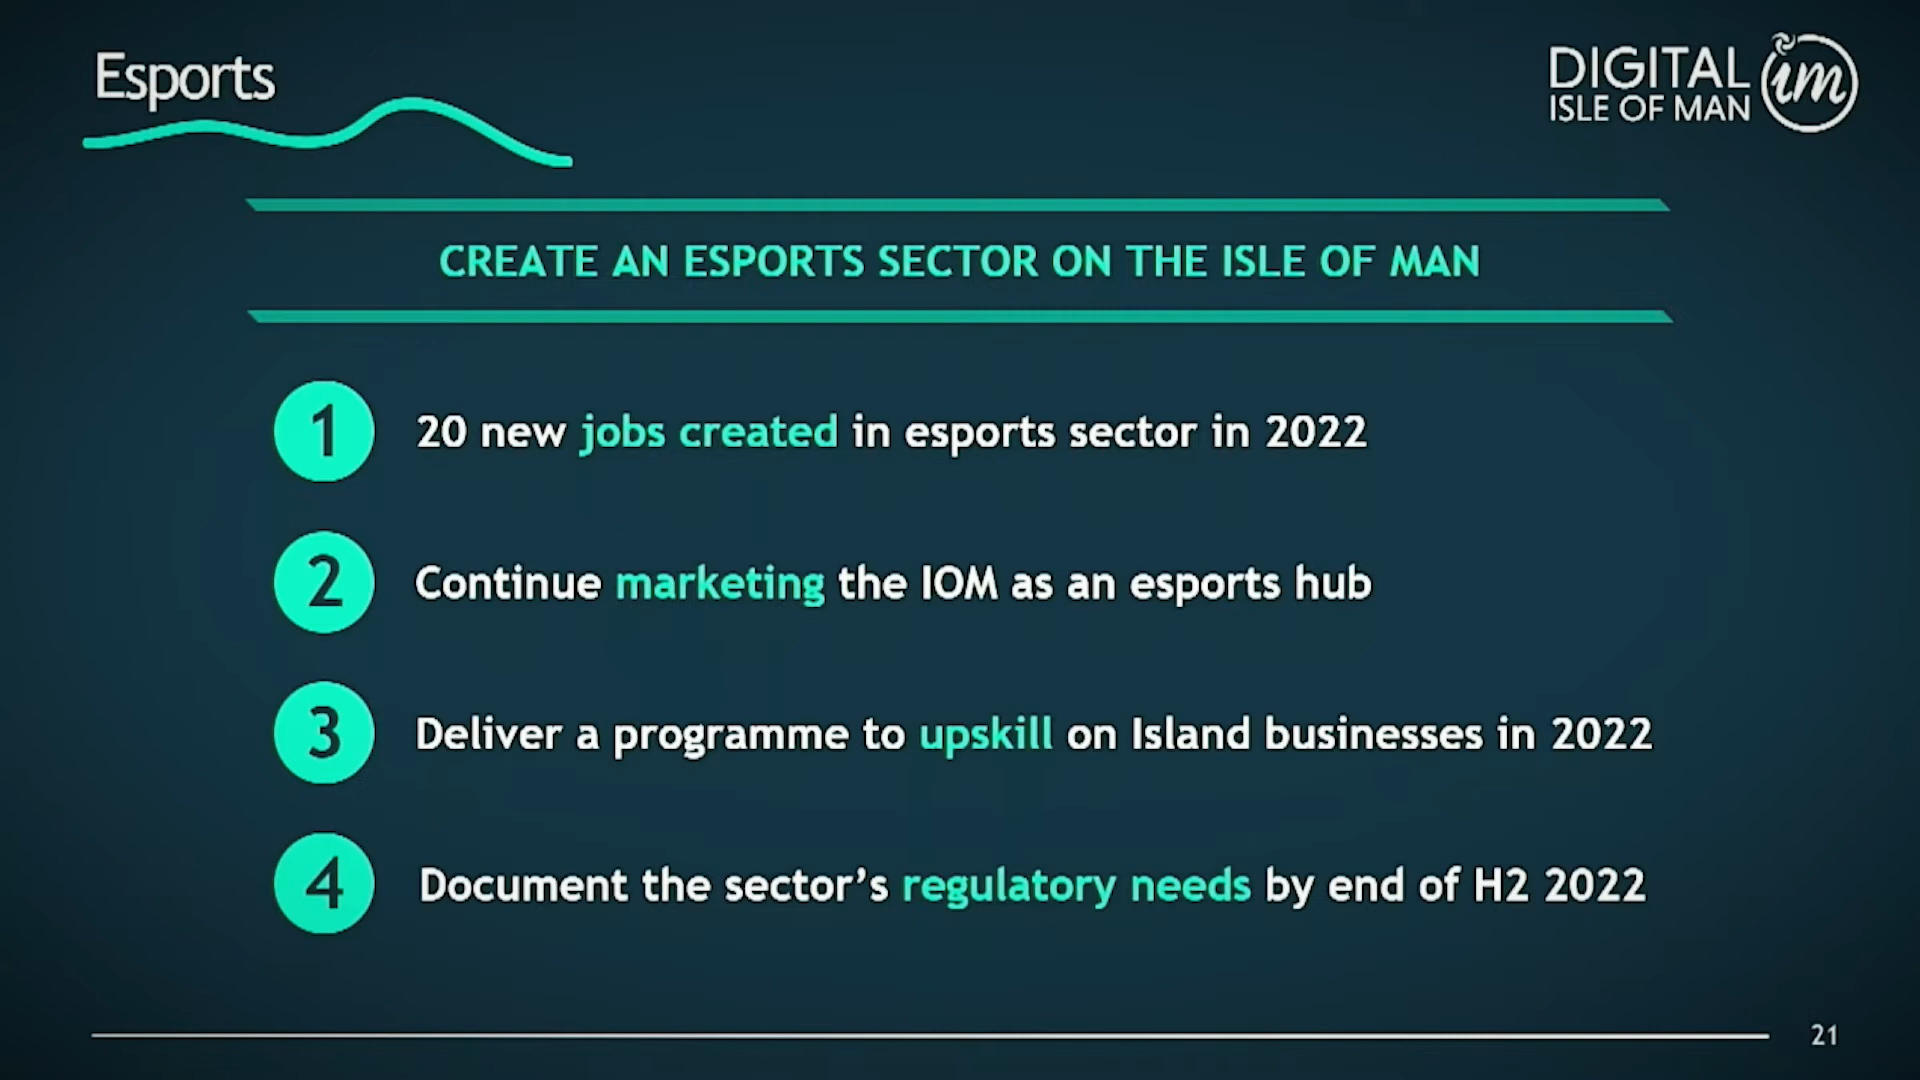 Esports
DIGITAL
ISLE OF MAN
im
CREATE AN ESPORTS SECTOR ON THE ISLE OF MAN
1
20 new jobs created in esports sector in 2022
2
Continue marketing the IOM as an esports hub
3
Deliver a programme to upskill on Island businesses in 2022
4
Document the sector’s regulatory needs by end of H2 2022
21